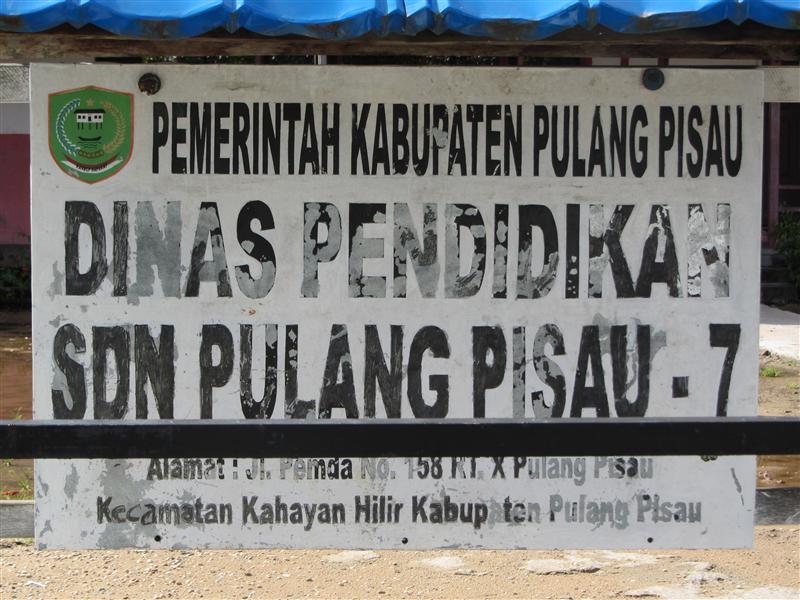 PEMERINTAH KABUPATEN PULANG PISAU
DINAS PENDIDIKAN
SDN PULANG PISAU - 7
Alamat : Jl. Pemda No. 158 RT. X Pulang Pisau
Kecamatan Kahayan Hilir Kabupaten Pulang Pisau